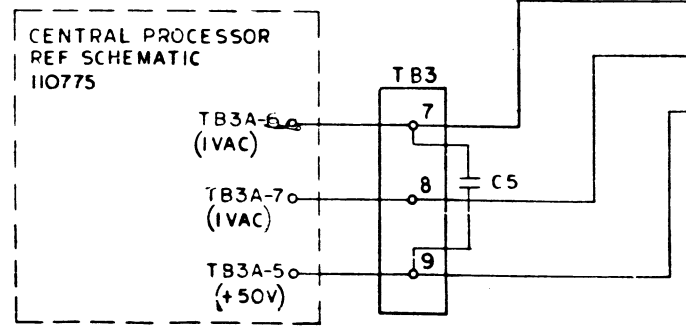 CENTRAL PROCESSOR
REF SCHEMATIC
110775
TB3
TB3A-6
(1VAC)
7
TB3A-7
(1VAC)
8
C5
TB3A-5
(+50V)
9